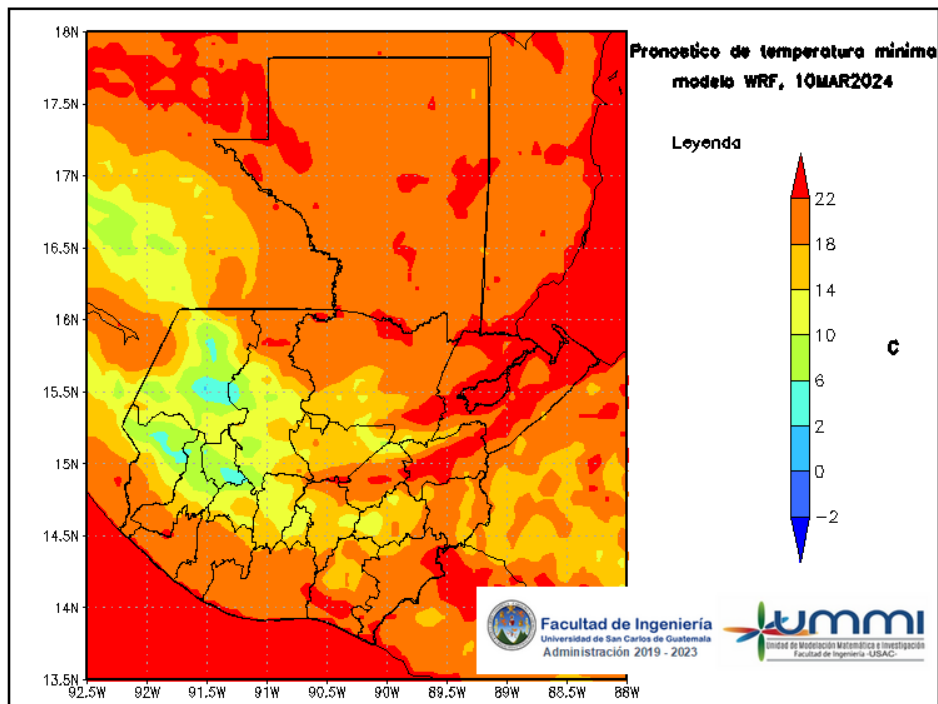 Pronostico de temperatura minima
modelo WRF, 10MAR2024
Leyenda
22
18
14
10
6
2
0
-2
C
18N
17.5N
17N
16.5N
16N
15.5N
15N
14.5N
14N
13.5N
92.5W
92W
91.5W
91W
90.5W
90W
89.5W
89W
88.5W
88W
Facultad de Ingeniería
Universidad de San Carlos de Guatemala
Administración 2019 - 2023
UMMI
Unidad de Modelación Matemática e Investigación
Facultad de Ingeniería -USAC-